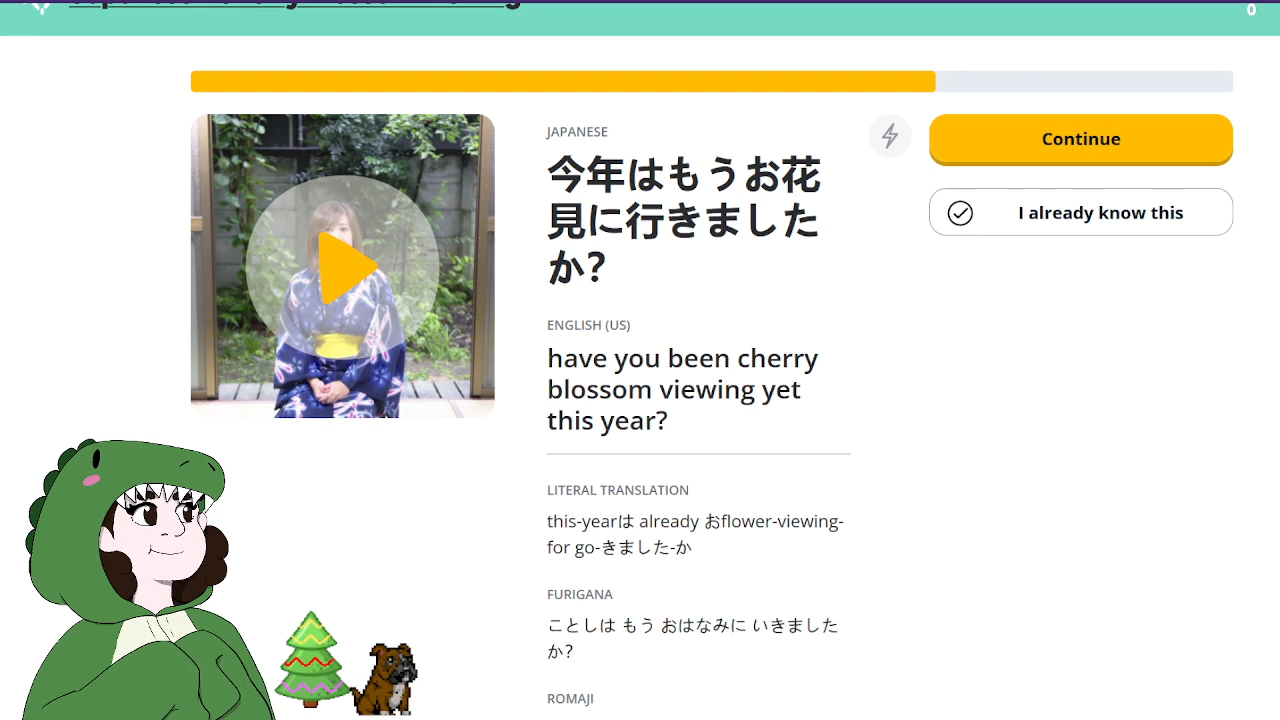 0
JAPANESE
今年はもうお花
見に行きました
か?
ENGLISH (US)
have you been cherry
blossom viewing yet
this year?
LITERAL TRANSLATION
this-yearは already おflower-viewing-
for go-きました-か
FURIGANA
ことしは もう おはなみに いきました
か?
ROMAJI
Continue
I already know this